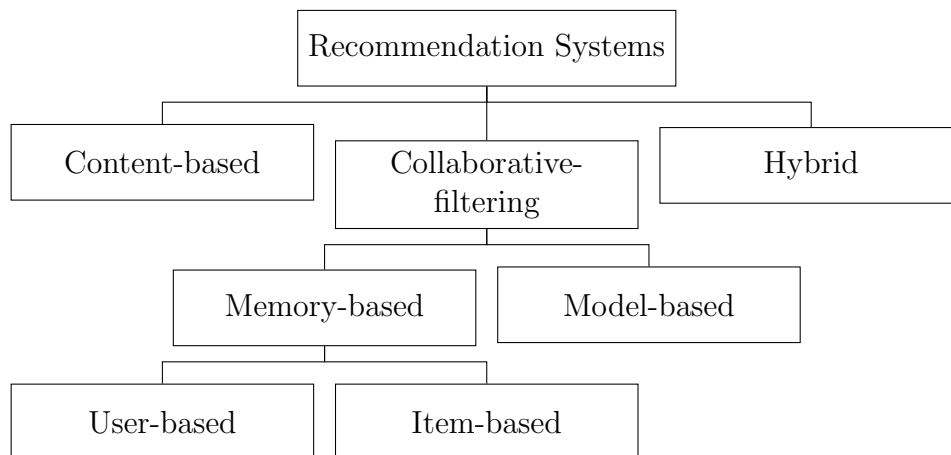 Recommendation Systems
Content-based
Collaborative-
filtering
Hybrid
Memory-based
Model-based
User-based
Item-based